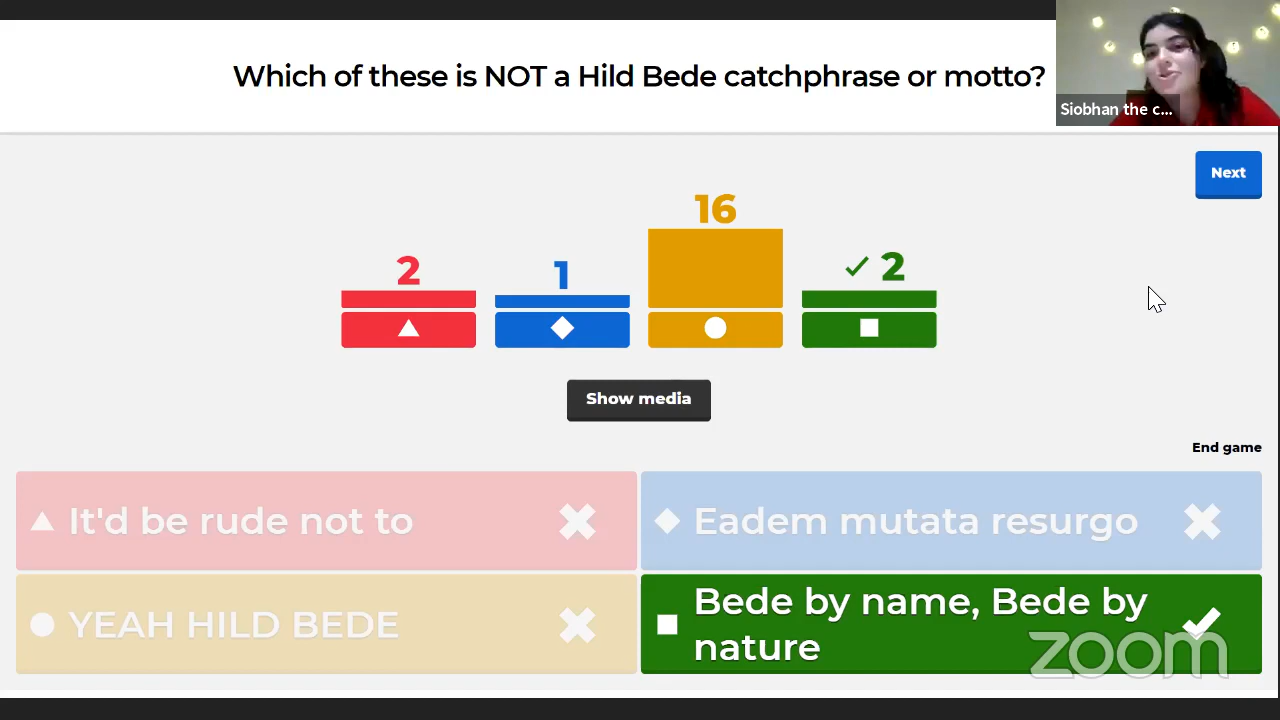 Which of these is NOT a Hild Bede catchphrase or motto?
Siobhan the c...
Next
16
2
1
2
Show media
End game
It'd be rude not to
Eadem mutata resurgo
YEAH HILD BEDE
Bede by name, Bede by
nature
zoom